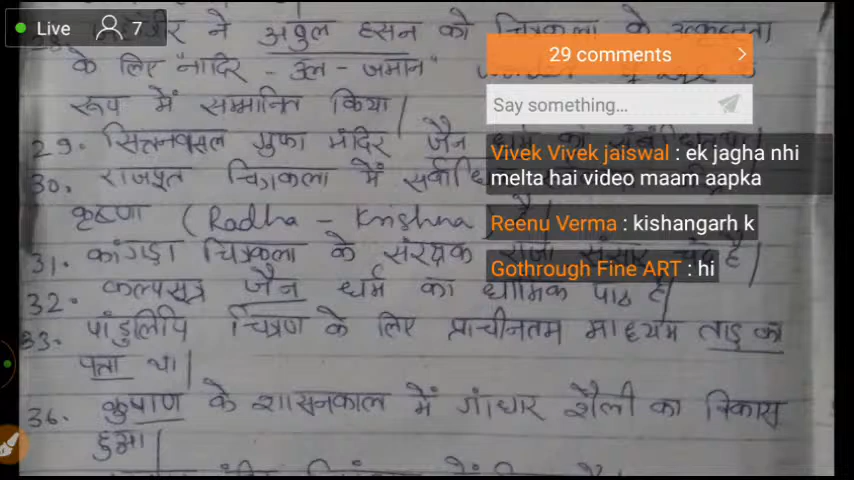 Live 7
ने अबुल हसन को चित्रकला के उत्कृष्टता
के लिए "नादिर - उल - जमान"
रूप में सम्मानित किया|
29. सित्तनवासल गुफा मंदिर जैन धर्म
30. राजपूत चित्रकला में
कृष्णा (Radha - Krishna) है|
31. कांगड़ा चित्रकला के संरक्षक राजा संसार चंद है|
32. कल्पसूत्र जैन धर्म का धार्मिक पाठ है|
33. पांडुलिपि चित्रण के लिए प्राचीनतम माध्यम ताड़ का
पत्ता था|
36. कुषाण के शासनकाल में गांधार शैली का विकास
हुआ|
29 comments
Say something...
Vivek Vivek jaiswal : ek jagha nhi
melta hai video maam aapka
Reenu Verma : kishangarh k
Gothrough Fine ART : hi